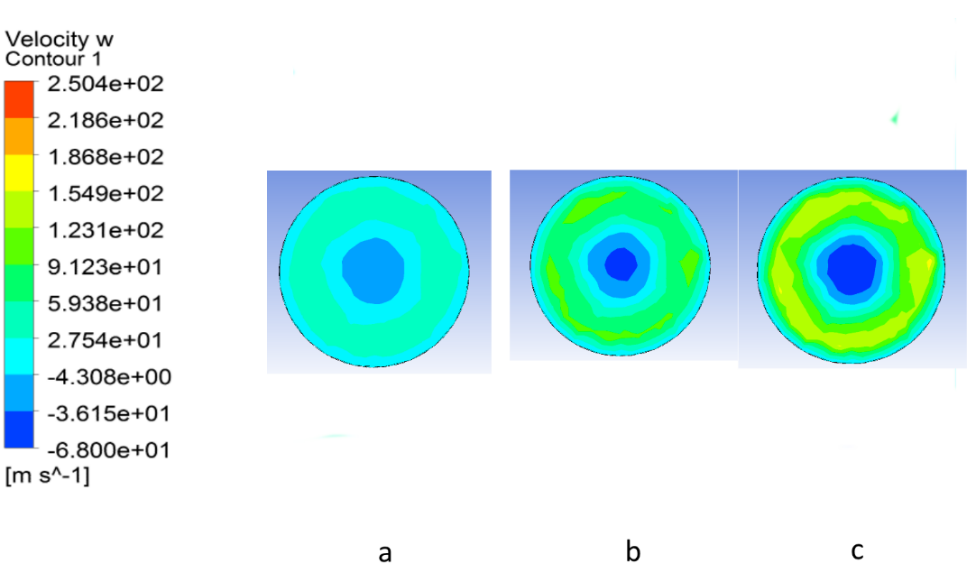 Velocity w
Contour 1
2.504e+02
2.186e+02
1.868e+02
1.549e+02
1.231e+02
9.123e+01
5.938e+01
2.754e+01
-4.308e+00
-3.615e+01
-6.800e+01
[m s^-1]
a b c